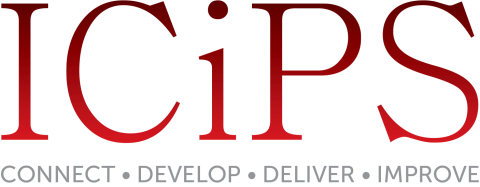 ICiPS
CONNECT • DEVELOP • DELIVER • IMPROVE